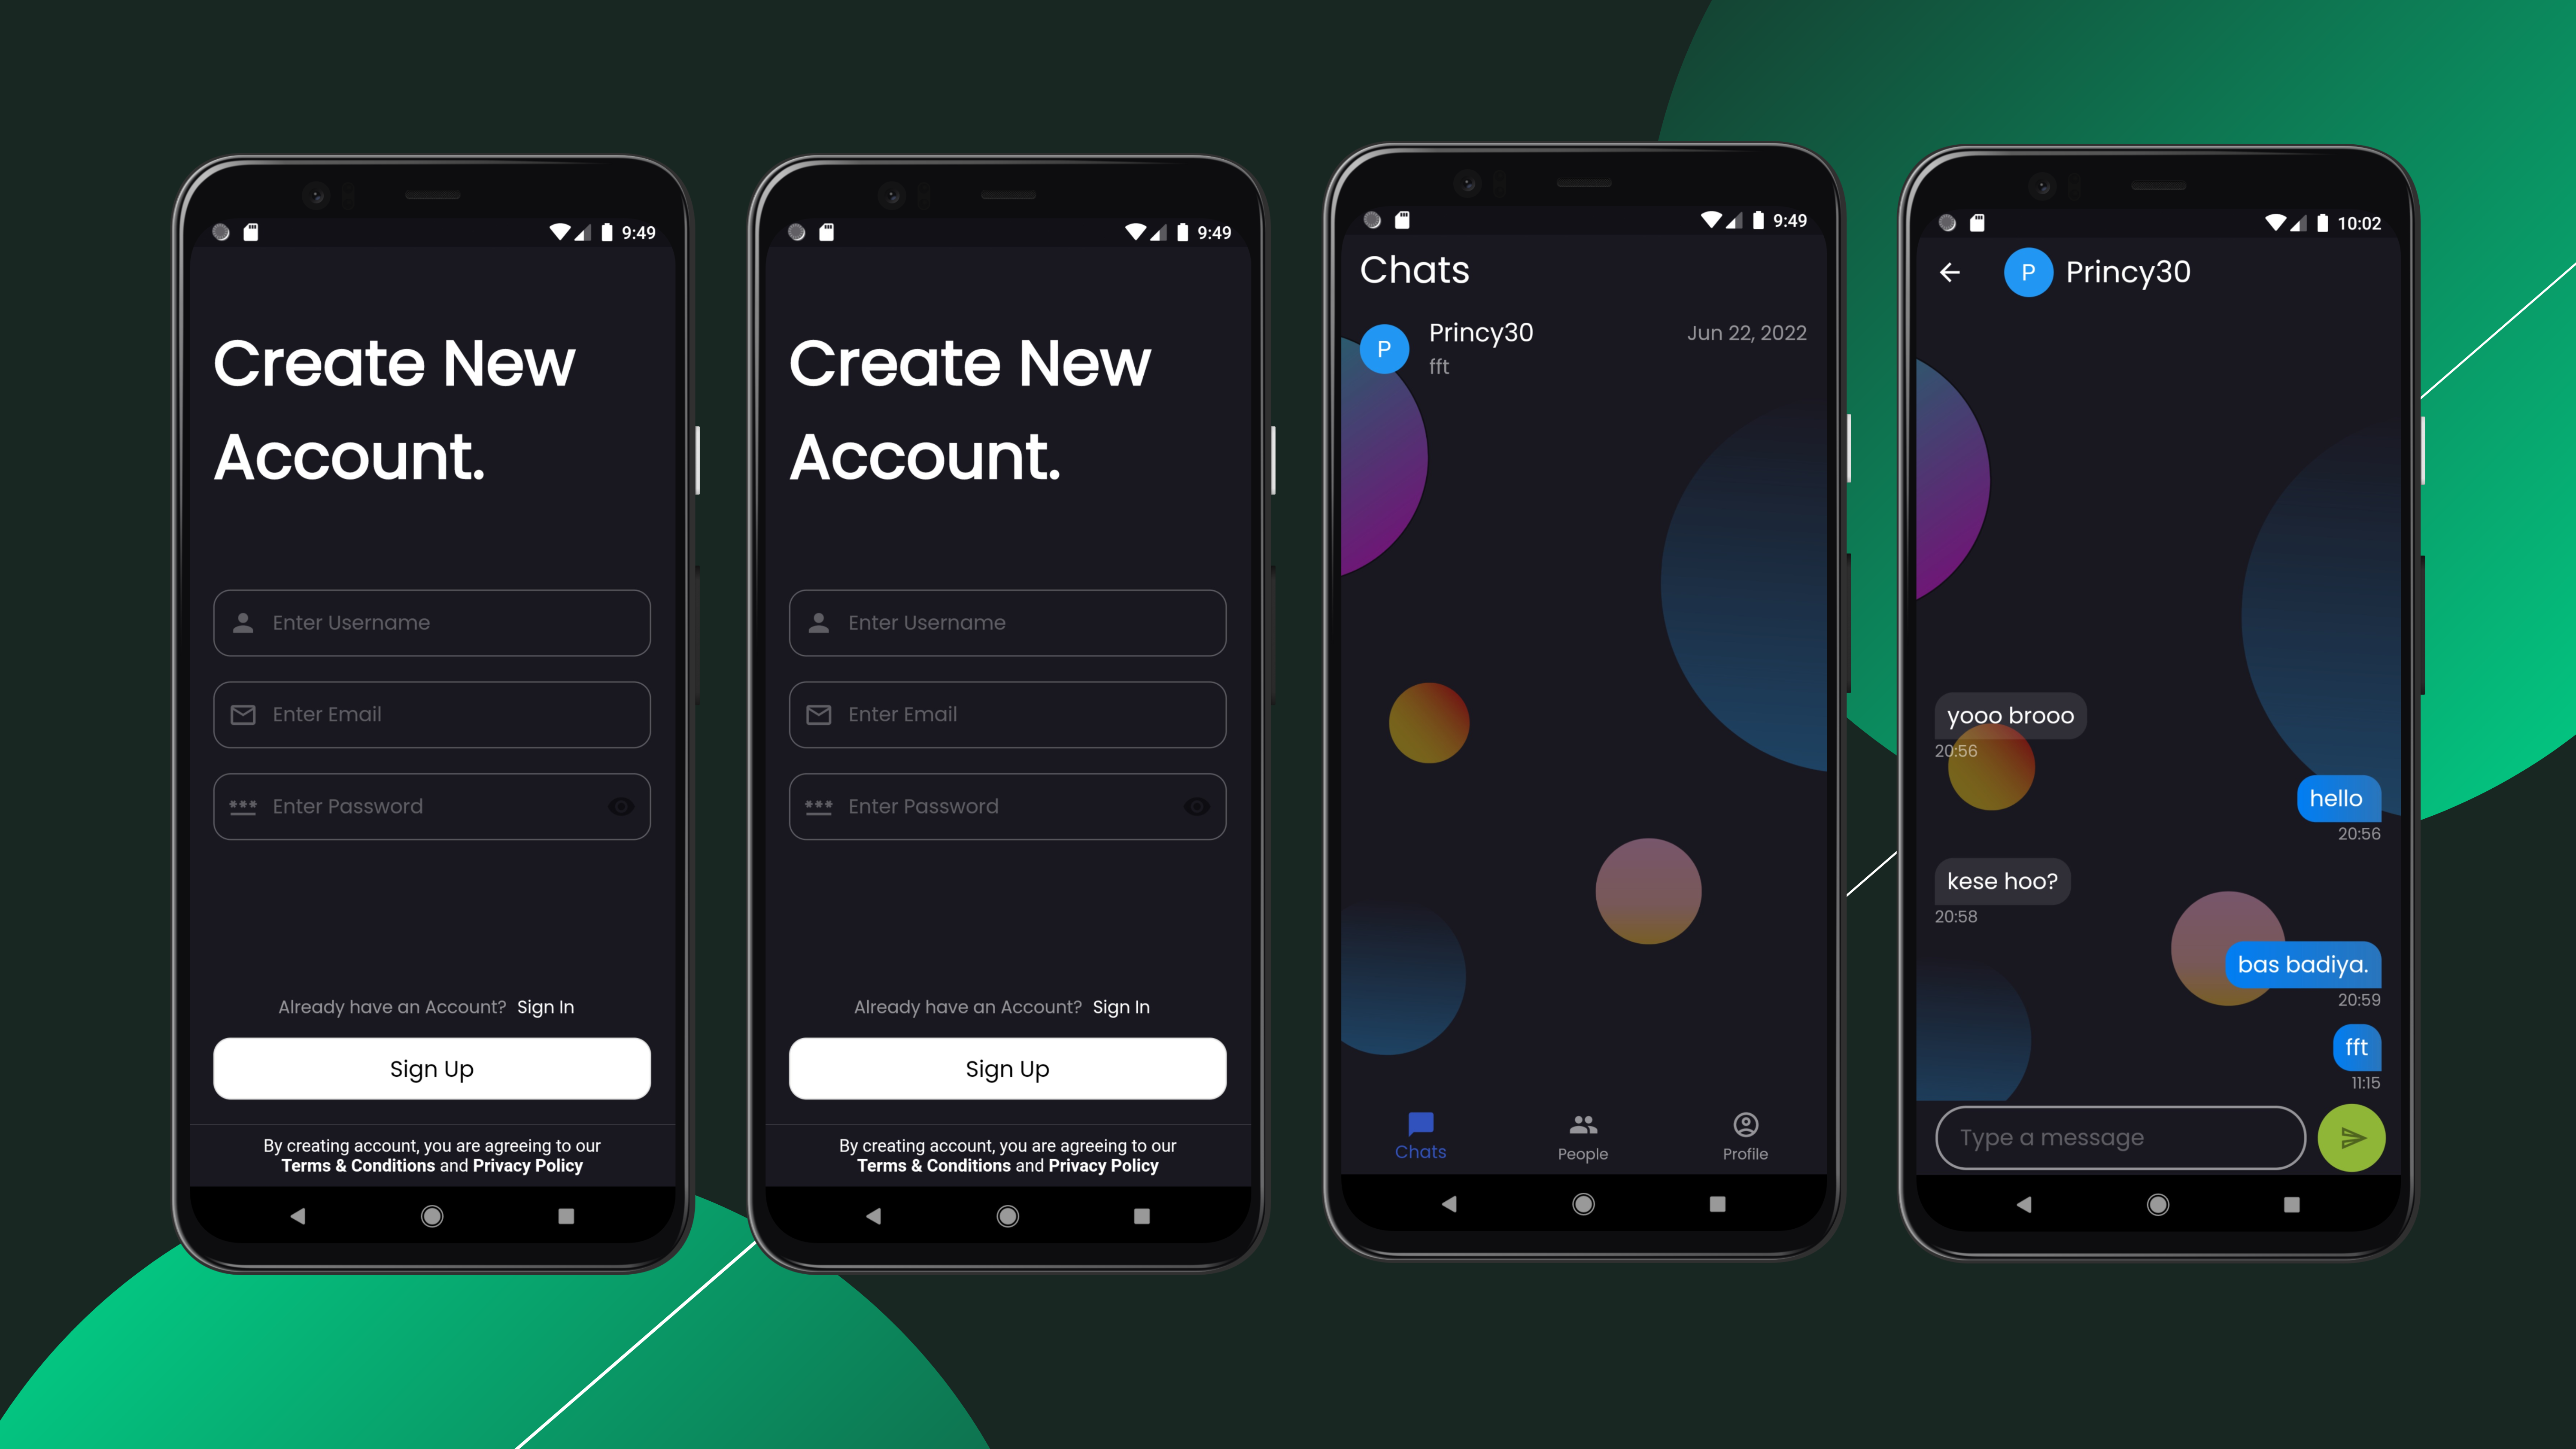 9:49
Create New
Account.
Enter Username
Enter Email
*** Enter Password
Already have an Account? Sign In
Sign Up
By creating account, you are agreeing to our
Terms & Conditions and Privacy Policy
9:49
Create New
Account.
Enter Username
Enter Email
*** Enter Password
Already have an Account? Sign In
Sign Up
By creating account, you are agreeing to our
Terms & Conditions and Privacy Policy
9:49
Chats
P
Princy30 Jun 22, 2022
fft
Chats People Profile
10:02
P Princy30
yooo brooo
20:56
hello
20:56
kese hoo?
20:58
bas badiya.
20:59
fft
11:15
Type a message